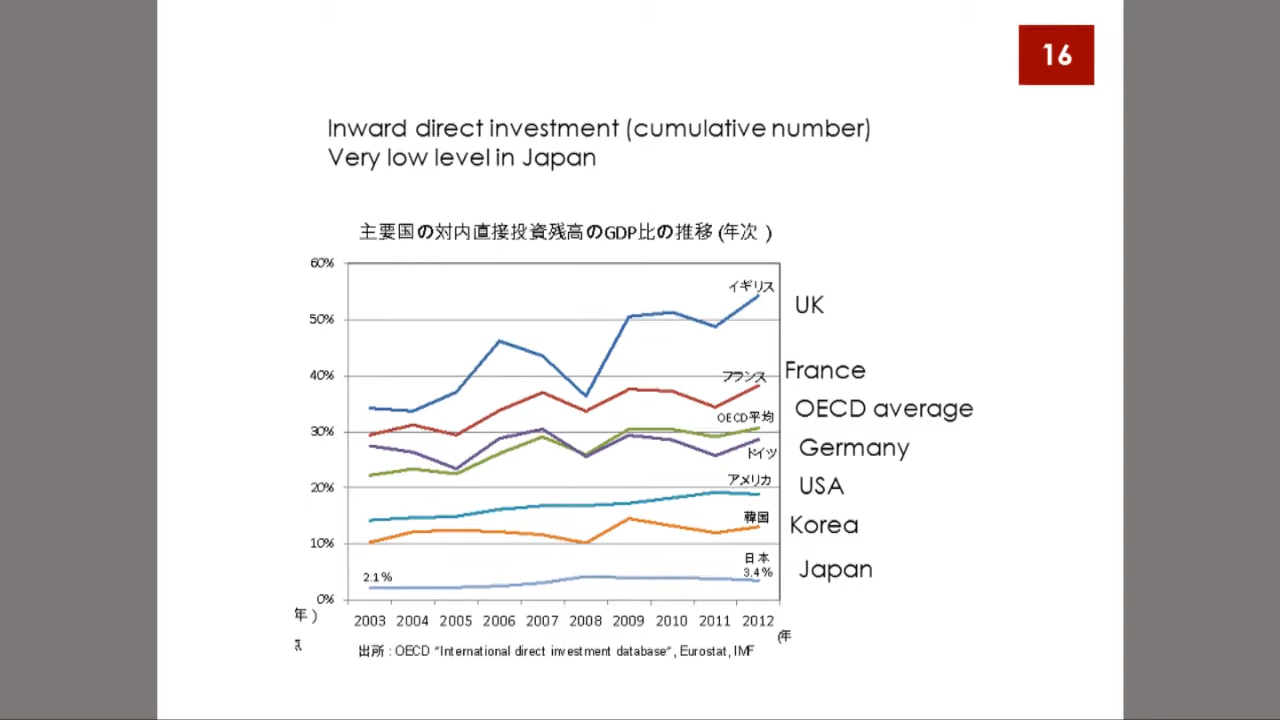 16
Inward direct investment (cumulative number)
Very low level in Japan
主要国の対内直接投資残高のGDP比の推移 (年次 )
60%
50%
40%
30%
20%
10%
0%
イギリス
フランス
OECD平均
ドイツ
アメリカ
韓国
日本
3.4%
2.1%
UK
France
OECD average
Germany
USA
Korea
Japan
2003 2004 2005 2006 2007 2008 2009 2010 2011 2012
年 )
(年
出所 : OECD "International direct investment database", Eurostat, IMF